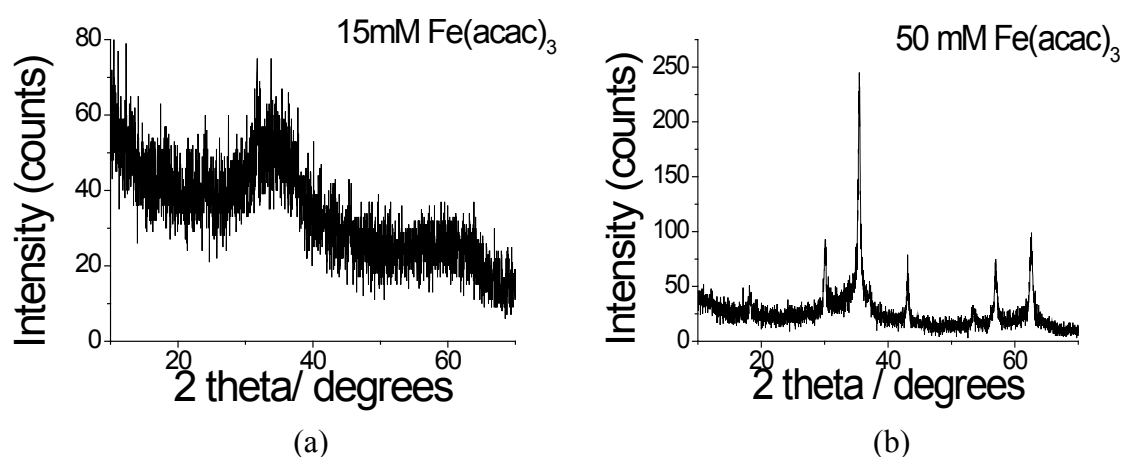 15mM Fe(acac)₃
Intensity (counts)
80
60
40
20
0
20 40 60
2 theta/ degrees
(a)
50 mM Fe(acac)₃
Intensity (counts)
250
200
150
100
50
0
20 40 60
2 theta / degrees
(b)